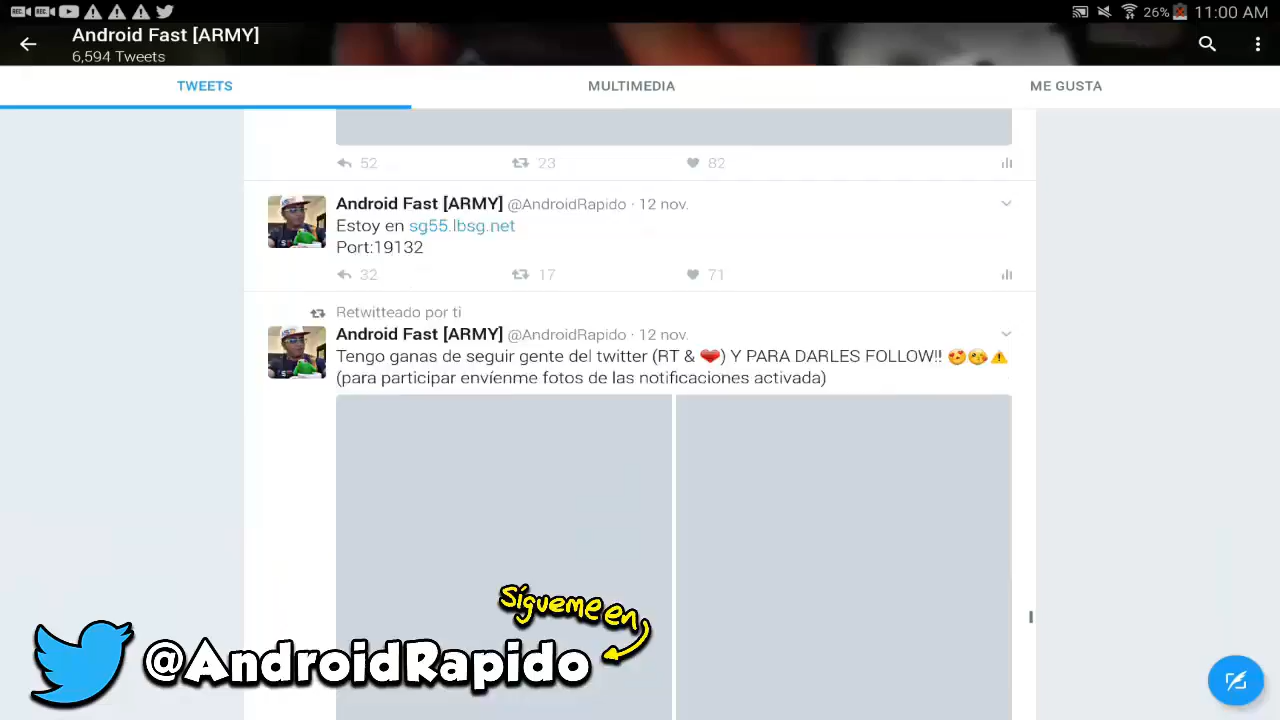 REC REC 26% 11:00 AM
Android Fast [ARMY]
6,594 Tweets
TWEETS MULTIMEDIA ME GUSTA
52 23 82
Android Fast [ARMY] @AndroidRapido · 12 nov.
Estoy en sg55.lbsg.net
Port:19132
32 17 71
Retwitteado por ti
Android Fast [ARMY] @AndroidRapido · 12 nov.
Tengo ganas de seguir gente del twitter (RT & ❤) Y PARA DARLES FOLLOW!! 😍😘⚠
(para participar envíenme fotos de las notificaciones activada)
Sígueme en
@AndroidRapido